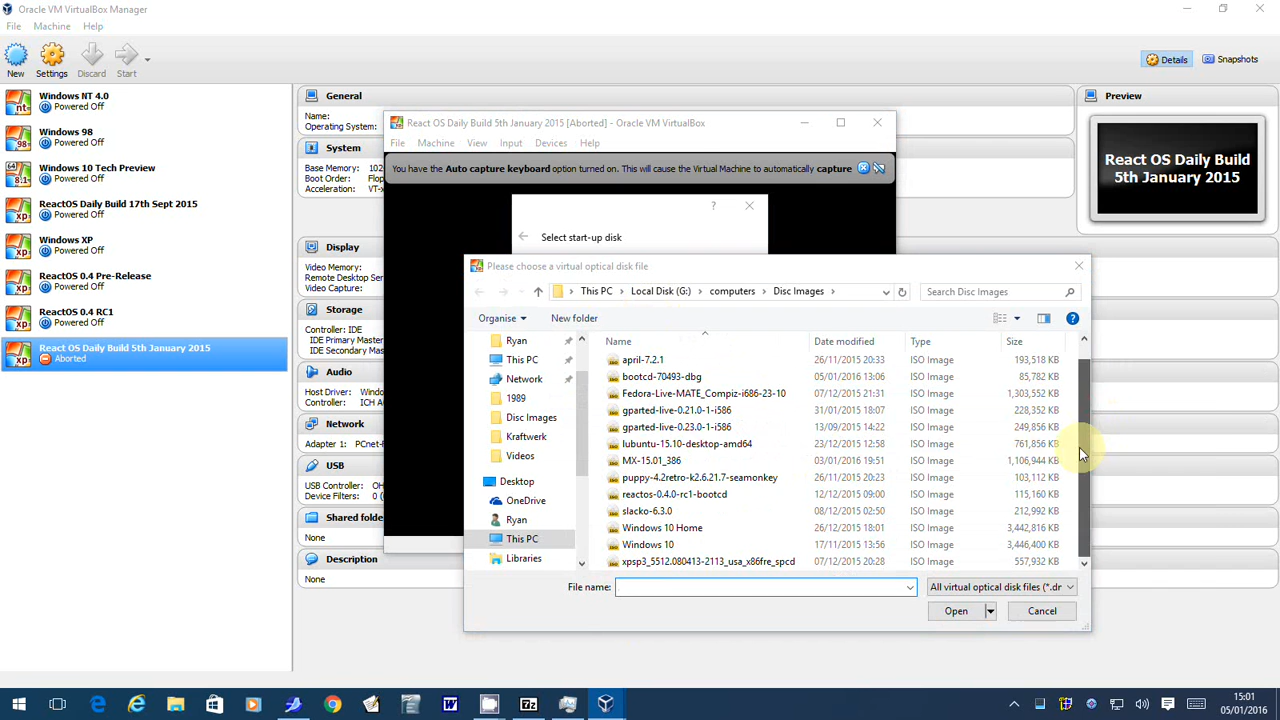 Oracle VM VirtualBox Manager
File Machine Help
New Settings Discard Start
Details Snapshots
nt Windows NT 4.0
Powered Off
98 Windows 98
Powered Off
64 8.1 Windows 10 Tech Preview
Powered Off
xp ReactOS Daily Build 17th Sept 2015
Powered Off
xp Windows XP
Powered Off
xp ReactOS 0.4 Pre-Release
Powered Off
xp ReactOS 0.4 RC1
Powered Off
xp React OS Daily Build 5th January 2015
Aborted
General
Name:
Operating System:
System
Base Memory: 102
Boot Order: Flop
Acceleration: VT-x
Display
Video Memory:
Remote Desktop Ser
Video Capture:
Storage
Controller: IDE
IDE Primary Master
IDE Secondary Mas
Audio
Host Driver: Windo
Controller: ICH A
Network
Adapter 1: PCnet-F
USB
USB Controller: OH
Device Filters: 0 (
Shared folde
None
Description
None
Preview
React OS Daily Build
5th January 2015
React OS Daily Build 5th January 2015 [Aborted] - Oracle VM VirtualBox
File Machine View Input Devices Help
You have the Auto capture keyboard option turned on. This will cause the Virtual Machine to automatically capture
?
Select start-up disk
Please choose a virtual optical disk file
This PC Local Disk (G:) computers Disc Images
Search Disc Images
Organise New folder
Ryan
This PC
Network
1989
Disc Images
Kraftwerk
Videos
Desktop
OneDrive
Ryan
This PC
Libraries
Name Date modified Type Size
april-7.2.1 26/11/2015 20:33 ISO Image 193,518 KB
bootcd-70493-dbg 05/01/2016 13:06 ISO Image 85,782 KB
Fedora-Live-MATE_Compiz-i686-23-10 07/12/2015 21:31 ISO Image 1,303,552 KB
gparted-live-0.21.0-1-i586 31/01/2015 18:07 ISO Image 228,352 KB
gparted-live-0.23.0-1-i586 13/09/2015 14:22 ISO Image 249,856 KB
lubuntu-15.10-desktop-amd64 23/12/2015 12:58 ISO Image 761,856 KB
MX-15.01_386 03/01/2016 19:51 ISO Image 1,106,944 KB
puppy-4.2retro-k2.6.21.7-seamonkey 26/11/2015 20:23 ISO Image 103,112 KB
reactos-0.4.0-rc1-bootcd 12/12/2015 09:00 ISO Image 115,160 KB
slacko-6.3.0 08/12/2015 02:50 ISO Image 212,992 KB
Windows 10 Home 26/12/2015 18:01 ISO Image 3,442,816 KB
Windows 10 17/11/2015 13:56 ISO Image 3,446,400 KB
xpsp3_5512.080413-2113_usa_x86fre_spcd 07/12/2015 20:28 ISO Image 557,932 KB
File name: All virtual optical disk files (*.dr
Open Cancel
15:01
05/01/2016